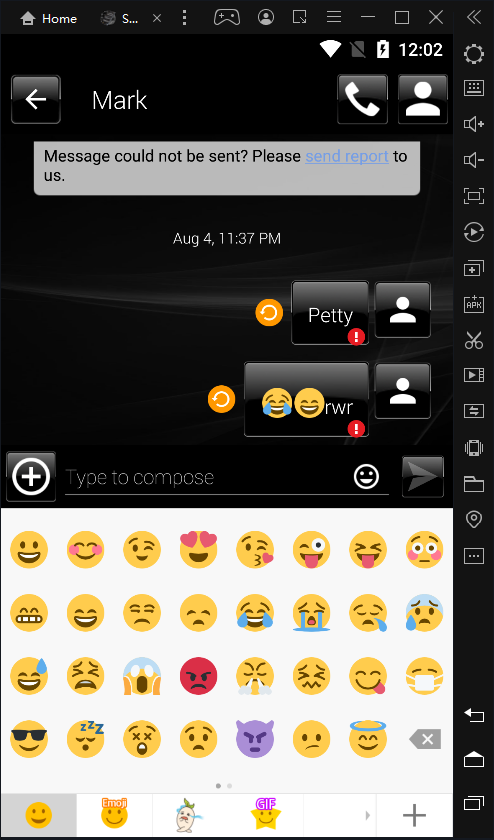 Home
S...
12:02
Mark
Message could not be sent? Please send report to
us.
Aug 4, 11:37 PM
Petty
😂😄rwr
Type to compose
Emoji
GIF
APK